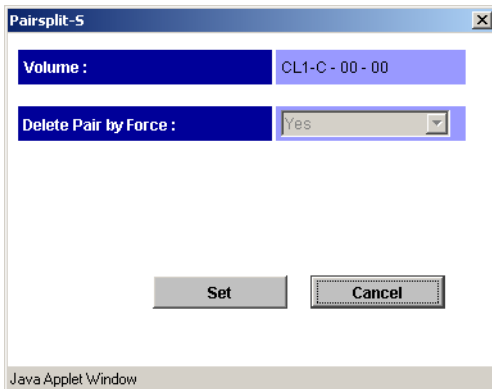 Pairsplit-S
Volume : CL1-C - 00 - 00
Delete Pair by Force : Yes
Set Cancel
Java Applet Window